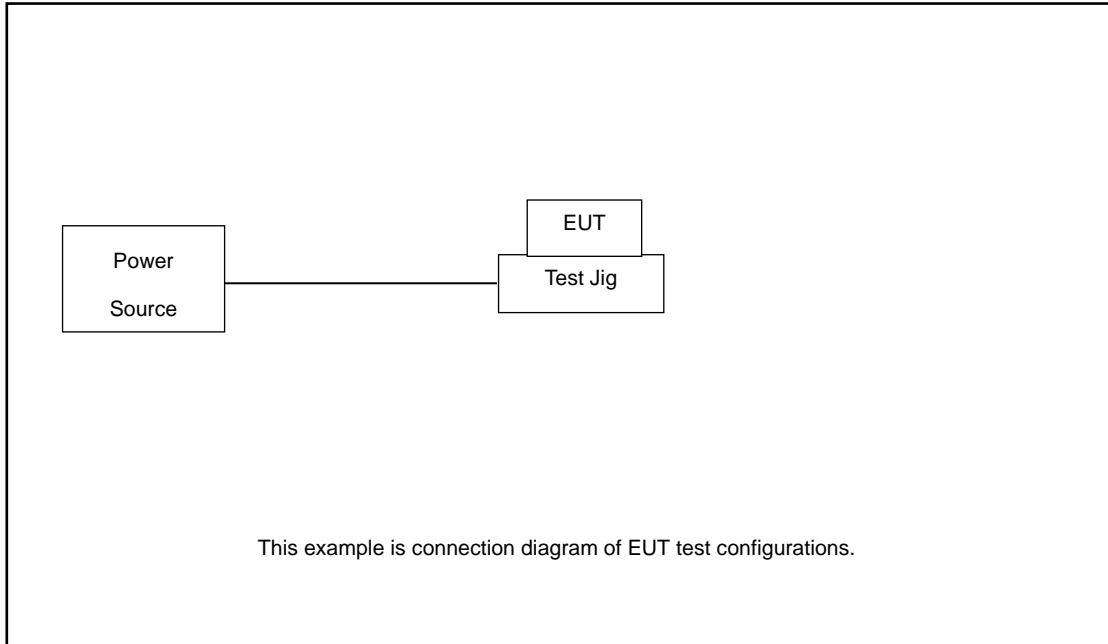 EUT
Power
Source
Test Jig
This example is connection diagram of EUT test configurations.